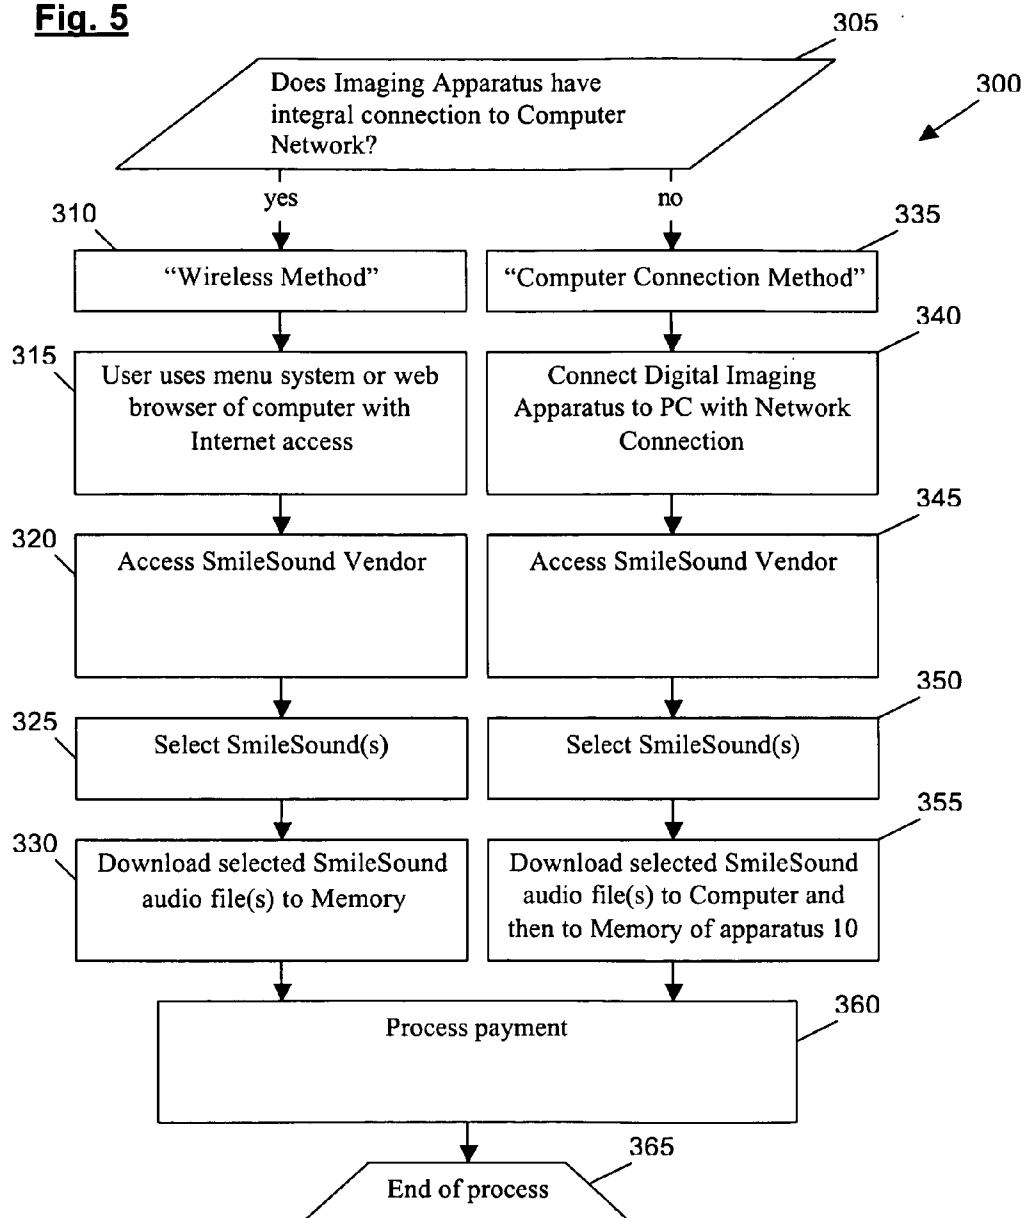 Fig. 5
305
Does Imaging Apparatus have
integral connection to Computer
Network?
300
yes
no
310
335
"Wireless Method"
"Computer Connection Method"
315
340
User uses menu system or web
browser of computer with
Internet access
Connect Digital Imaging
Apparatus to PC with Network
Connection
320
345
Access SmileSound Vendor
Access SmileSound Vendor
325
350
Select SmileSound(s)
Select SmileSound(s)
330
355
Download selected SmileSound
audio file(s) to Memory
Download selected SmileSound
audio file(s) to Computer and
then to Memory of apparatus 10
360
Process payment
365
End of process